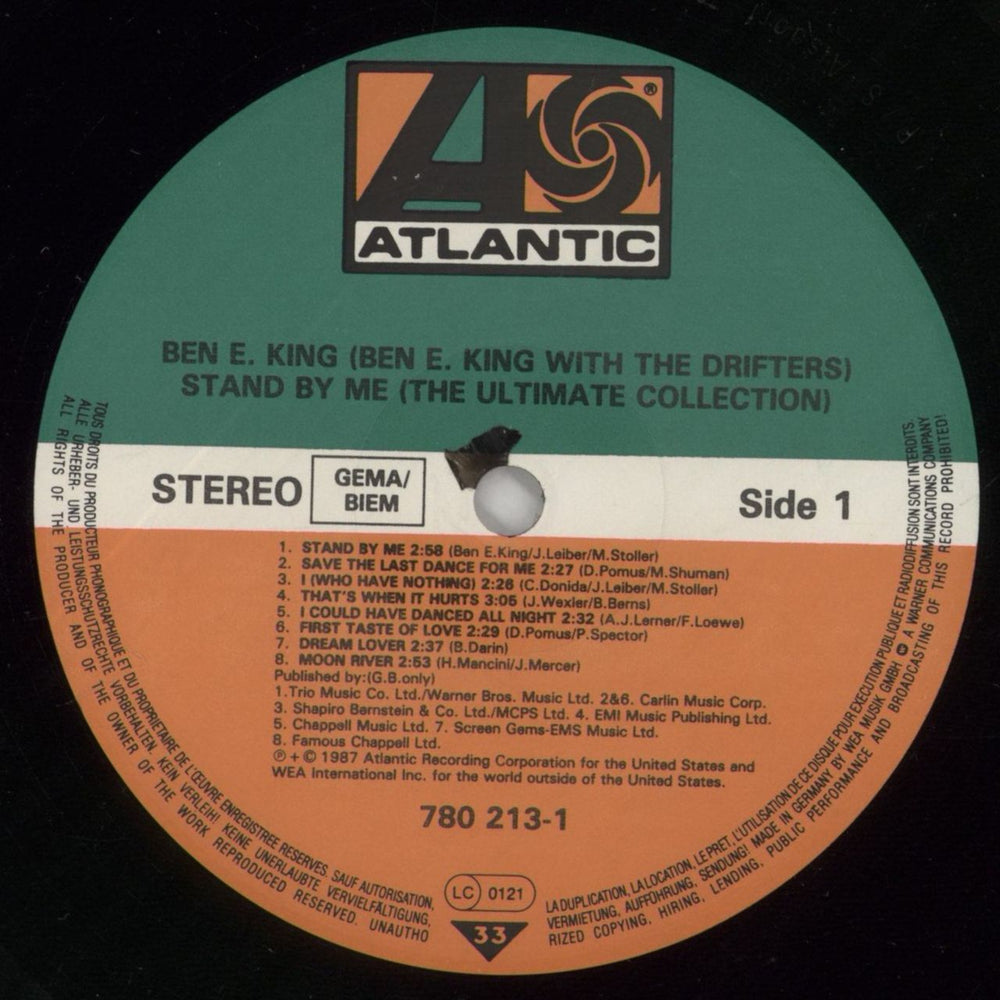 ATLANTIC
®
BEN E. KING (BEN E. KING WITH THE DRIFTERS)
STAND BY ME (THE ULTIMATE COLLECTION)
STEREO
GEMA/
BIEM
Side 1
1. STAND BY ME 2:58 (Ben E.King/J.Leiber/M.Stoller)
2. SAVE THE LAST DANCE FOR ME 2:27 (D.Pomus/M.Shuman)
3. I (WHO HAVE NOTHING) 2:26 (C.Donida/J.Leiber/M.Stoller)
4. THAT'S WHEN IT HURTS 3:05 (J.Wexler/B.Berns)
5. I COULD HAVE DANCED ALL NIGHT 2:32 (A.J.Lerner/F.Loewe)
6. FIRST TASTE OF LOVE 2:29 (D.Pomus/P.Spector)
7. DREAM LOVER 2:37 (B.Darin)
8. MOON RIVER 2:53 (H.Mancini/J.Mercer)
Published by:(G.B.only)
1.Trio Music Co. Ltd./Warner Bros. Music Ltd. 2&6. Carlin Music Corp.
3. Shapiro Bernstein & Co. Ltd./MCPS Ltd. 4. EMI Music Publishing Ltd.
5. Chappell Music Ltd. 7. Screen Gems-EMS Music Ltd.
8. Famous Chappell Ltd.
℗ + © 1987 Atlantic Recording Corporation for the United States and
WEA International Inc. for the world outside of the United States.
780 213-1
LC 0121
33
TOUS DROITS DU PRODUCTEUR PHONOGRAPHIQUE ET DU PROPRIETAIRE DE L'ŒUVRE ENREGISTREE RESERVES. SAUF AUTORISATION,
LA DUPLICATION, LA LOCATION, LE PRET, L'UTILISATION DE CE DISQUE POUR EXECUTION PUBLIQUE ET RADIODIFFUSION SONT INTERDITS.
ALLE URHEBER- UND LEISTUNGSSCHUTZRECHTE VORBEHALTEN. KEIN VERLEIH! KEINE UNERLAUBTE VERVIELFÄLTIGUNG,
VERMIETUNG, AUFFÜHRUNG, SENDUNG! MADE IN GERMANY BY WEA MUSIK GMBH A WARNER COMMUNICATIONS COMPANY
ALL RIGHTS OF THE PRODUCER AND OF THE OWNER OF THE WORK REPRODUCED RESERVED. UNAUTHO
RIZED COPYING, HIRING, LENDING, PUBLIC PERFORMANCE AND BROADCASTING OF THIS RECORD PROHIBITED!